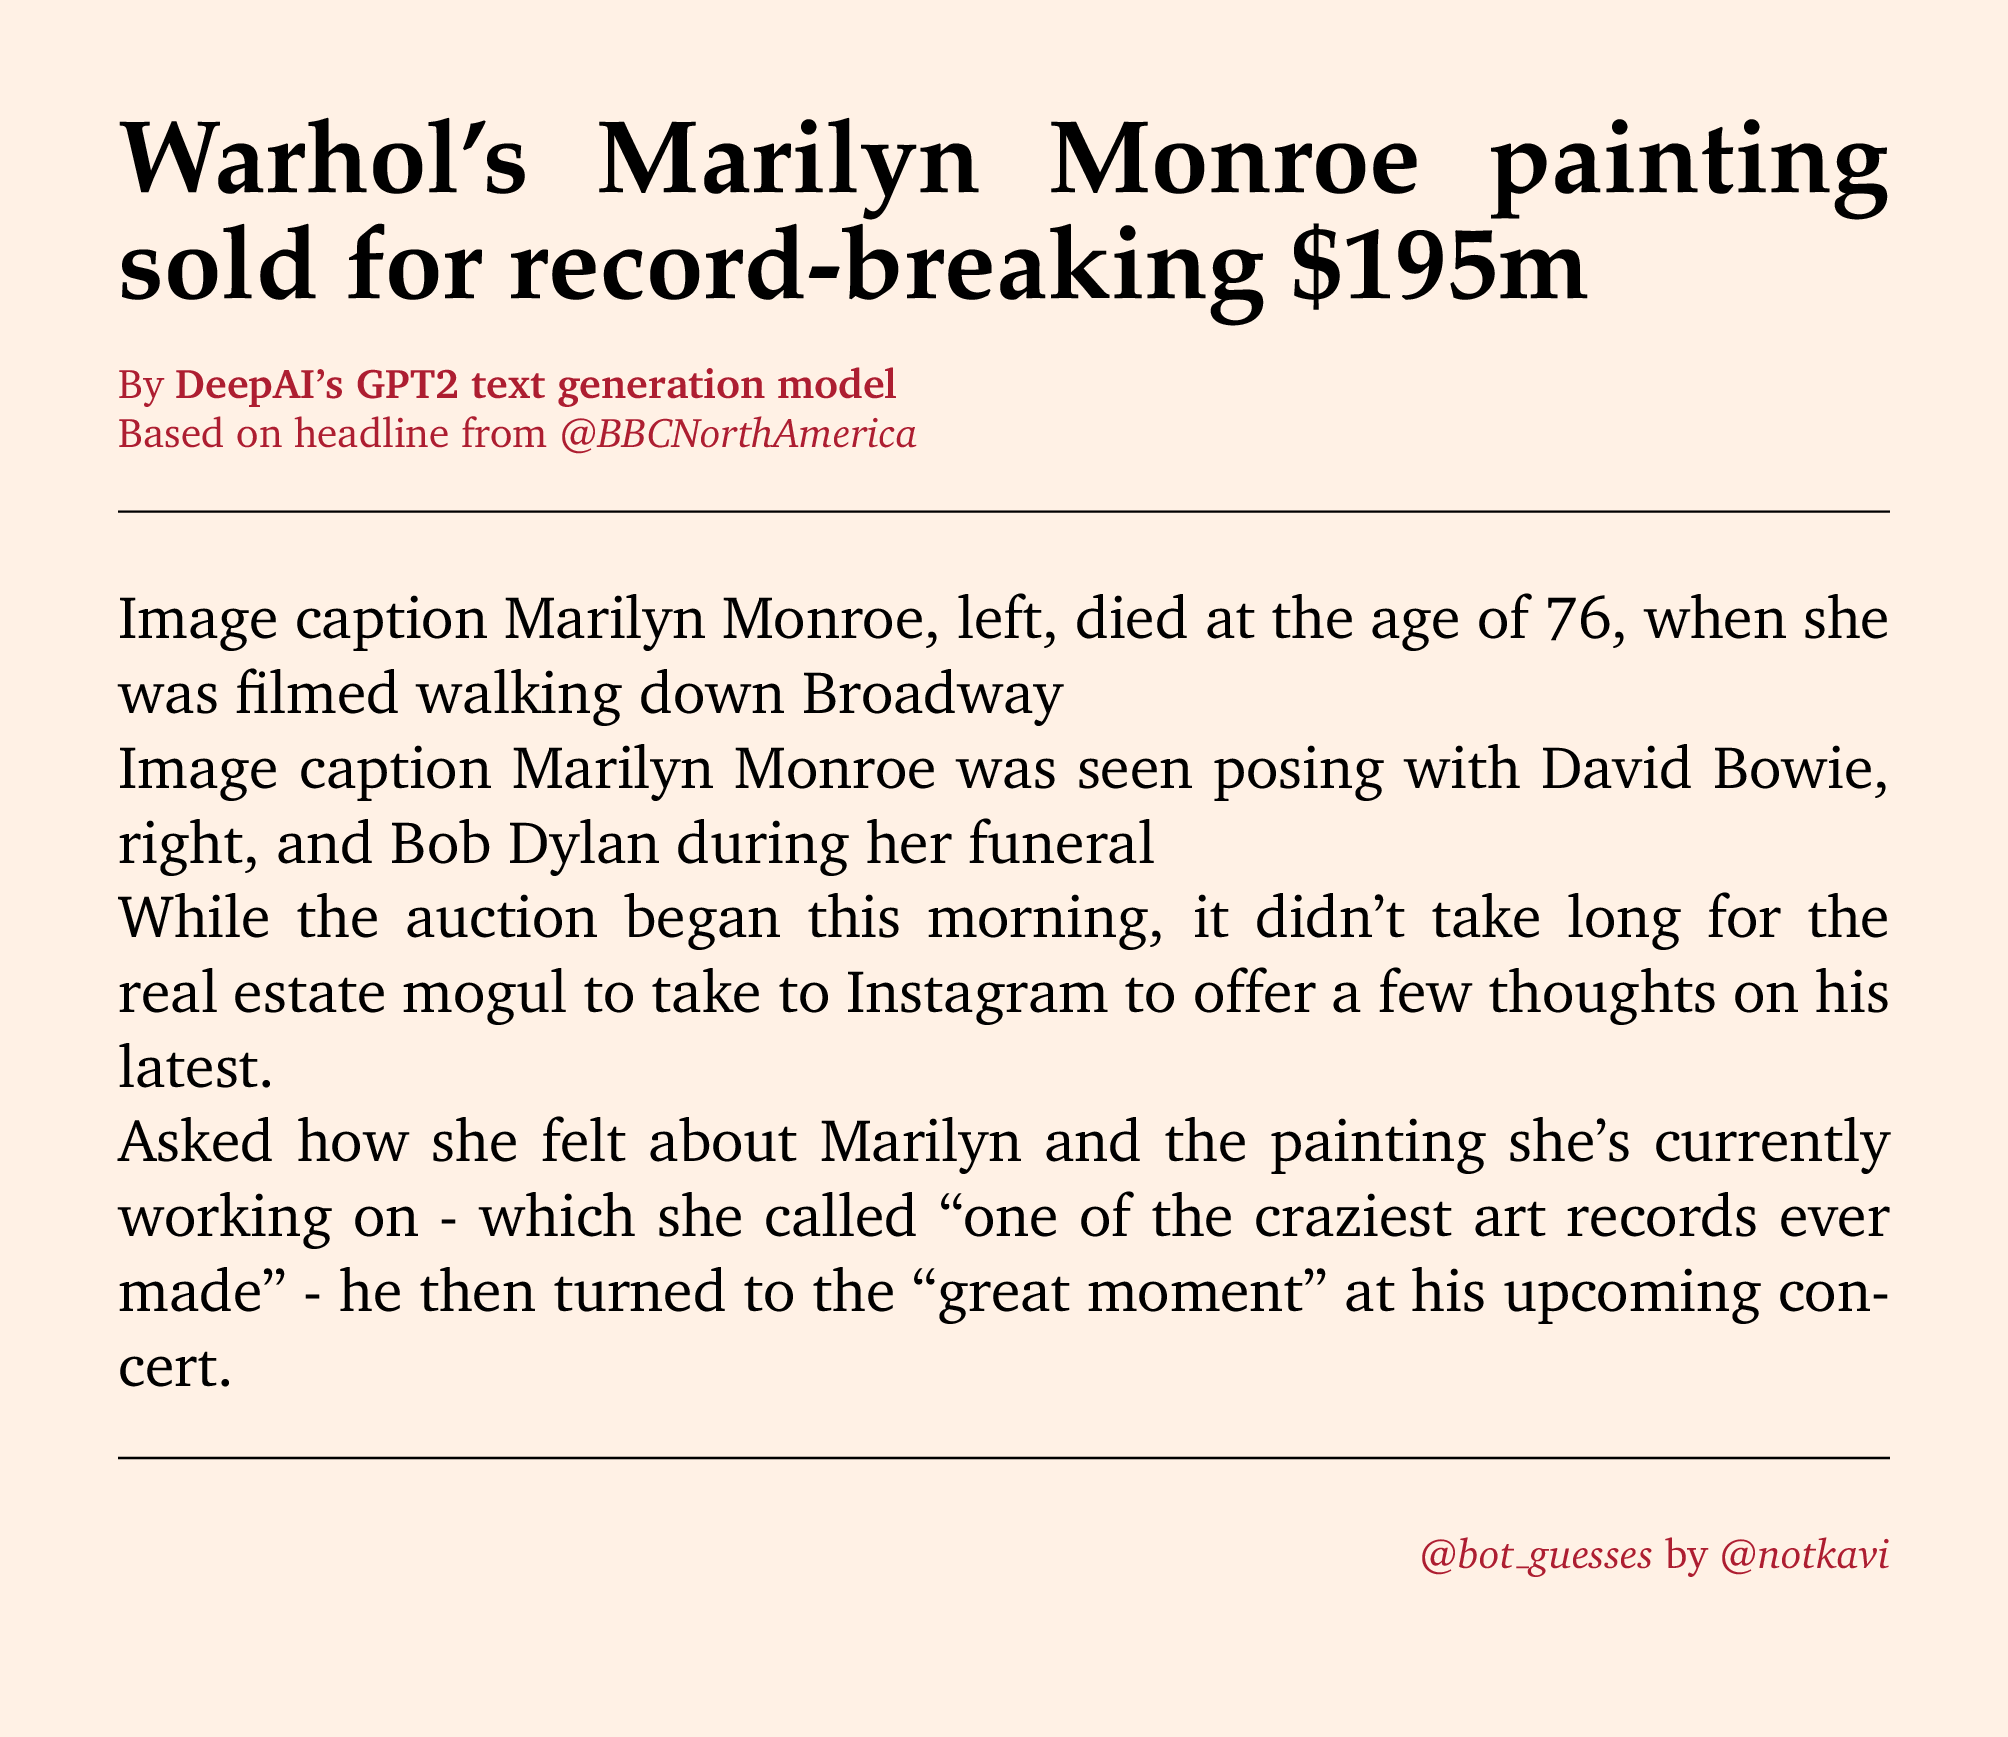 Warhol’s Marilyn Monroe painting
sold for record-breaking $195m
By DeepAI’s GPT2 text generation model
Based on headline from @BBCNorthAmerica
Image caption Marilyn Monroe, left, died at the age of 76, when she
was filmed walking down Broadway
Image caption Marilyn Monroe was seen posing with David Bowie,
right, and Bob Dylan during her funeral
While the auction began this morning, it didn’t take long for the
real estate mogul to take to Instagram to offer a few thoughts on his
latest.
Asked how she felt about Marilyn and the painting she’s currently
working on - which she called “one of the craziest art records ever
made” - he then turned to the “great moment” at his upcoming con-
cert.
@bot_guesses by @notkavi